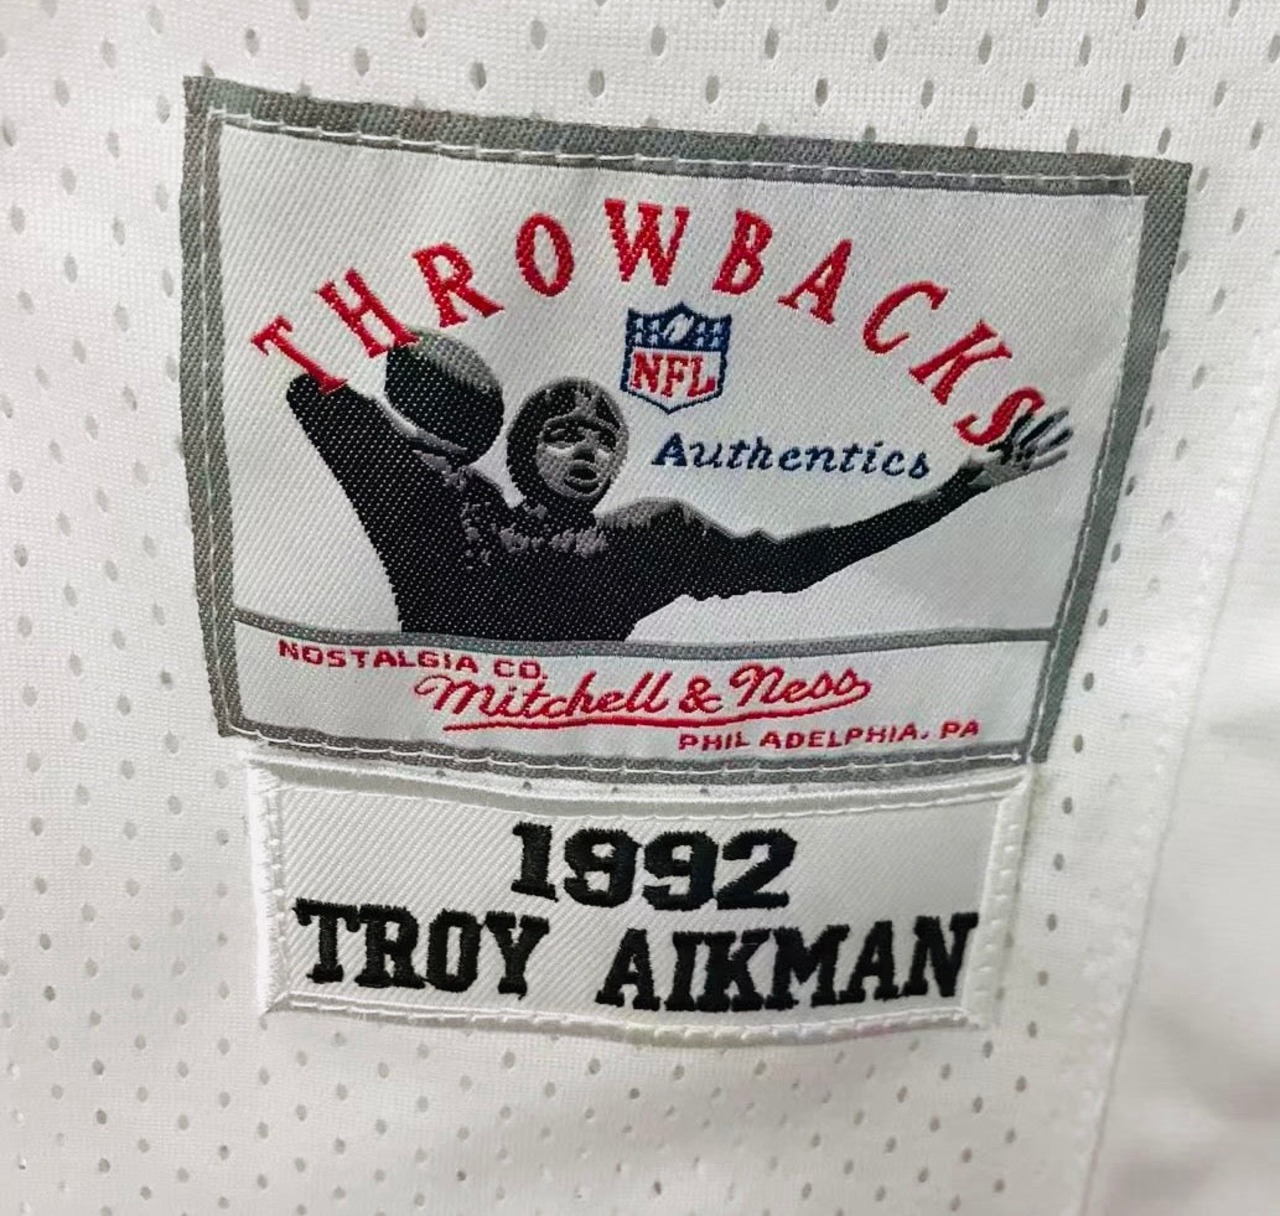 THROWBACKS
NFL
Authentics
NOSTALGIA CO.
Mitchell & Ness
PHILADELPHIA, PA
1992
TROY AIKMAN